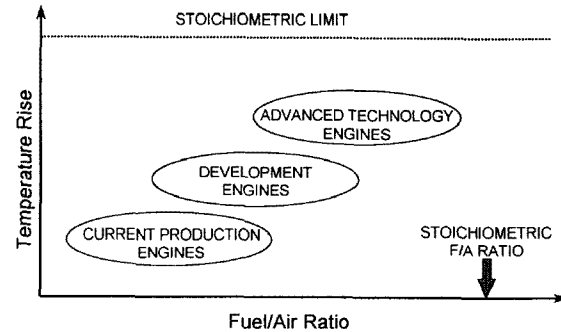 STOICHIOMETRIC LIMIT
ADVANCED TECHNOLOGY
ENGINES
DEVELOPMENT
ENGINES
CURRENT PRODUCTION
ENGINES
STOICHIOMETRIC
F/A RATIO
Temperature Rise
Fuel/Air Ratio